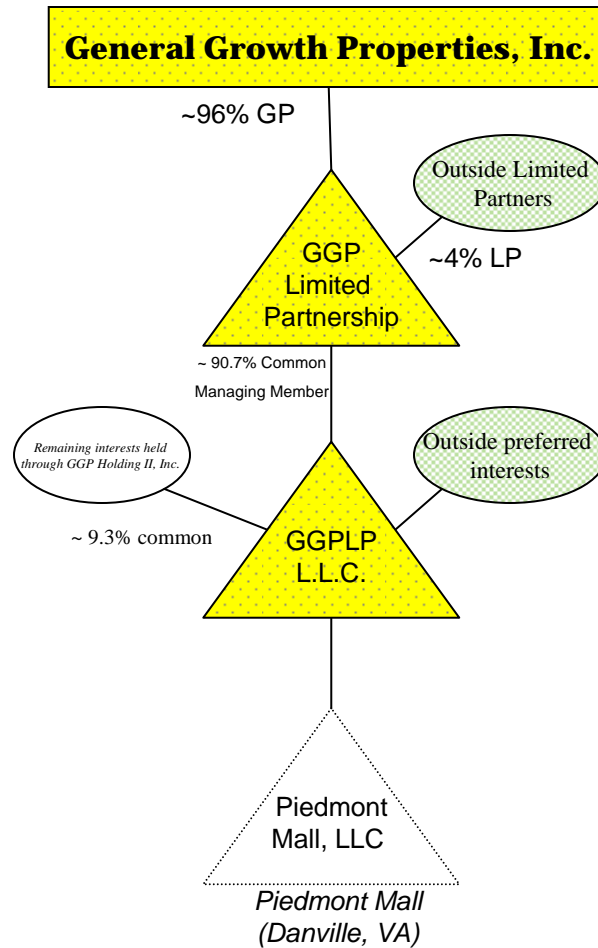 General Growth Properties, Inc.
~96% GP
Outside Limited
Partners
GGP
Limited
Partnership
~4% LP
~ 90.7% Common
Managing Member
Remaining interests held
through GGP Holding II, Inc.
Outside preferred
interests
~ 9.3% common
GGPLP
L.L.C.
Piedmont
Mall, LLC
Piedmont Mall
(Danville, VA)